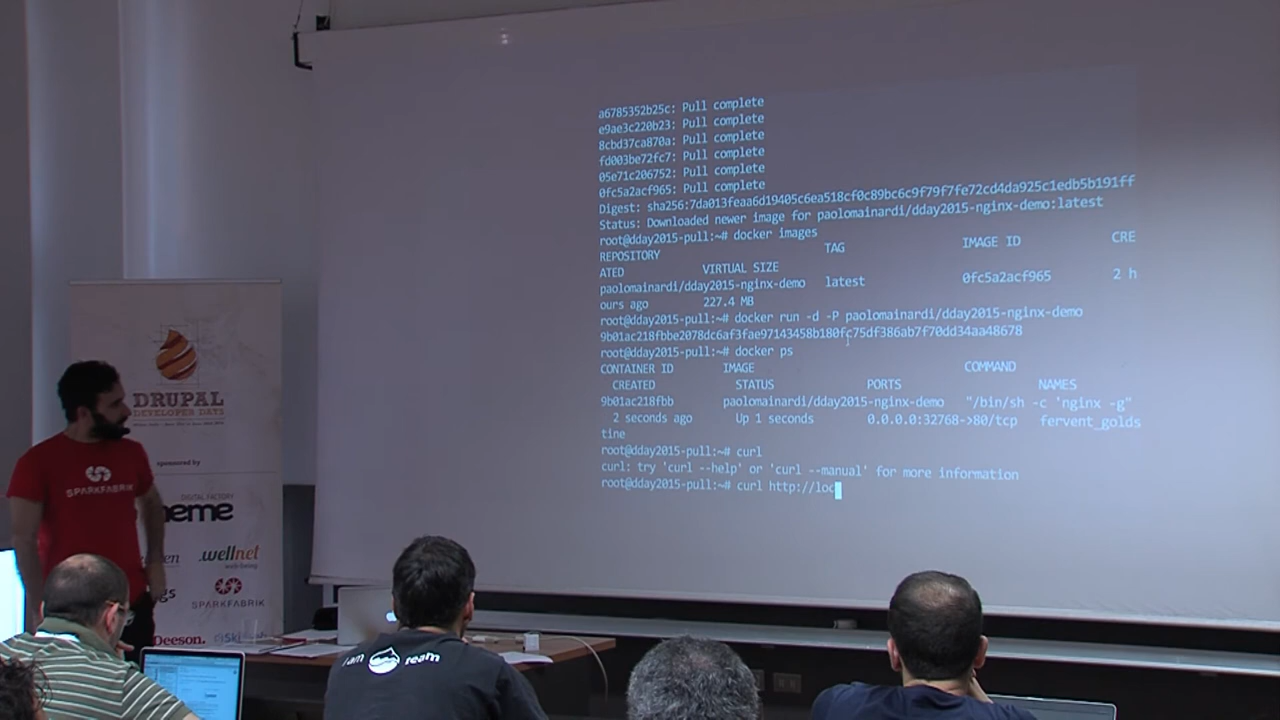 a6785352b25c: Pull complete
e9ae3c220b23: Pull complete
8cbd37ca870a: Pull complete
fd003be72fc7: Pull complete
05e71c206752: Pull complete
0fc5a2acf965: Pull complete
Digest: sha256:7da013feaa6d19405c6ea518cf0c89bc6c9f79f7fe72cd4da925c1edb5b191ff
Status: Downloaded newer image for paolomainardi/dday2015-nginx-demo:latest
root@dday2015-pull:~# docker images
REPOSITORY TAG IMAGE ID CRE
ATED VIRTUAL SIZE
paolomainardi/dday2015-nginx-demo latest 0fc5a2acf965 2 h
ours ago 227.4 MB
root@dday2015-pull:~# docker run -d -P paolomainardi/dday2015-nginx-demo
9b01ac218fbbe2078dc6af3fae97143458b180fc75df386ab7f70dd34aa48678
root@dday2015-pull:~# docker ps
CONTAINER ID IMAGE COMMAND
CREATED STATUS PORTS NAMES
9b01ac218fbb paolomainardi/dday2015-nginx-demo "/bin/sh -c 'nginx -g"
2 seconds ago Up 1 seconds 0.0.0.0:32768->80/tcp fervent_golds
tine
root@dday2015-pull:~# curl
curl: try 'curl --help' or 'curl --manual' for more information
root@dday2015-pull:~# curl http://loc
DRUPAL
DEVELOPER DAYS
sponsored by
DIGITAL FACTORY
eme
.wellnet
SPARKFABRIK
Deeson.
SPARKFABRIK
I am team